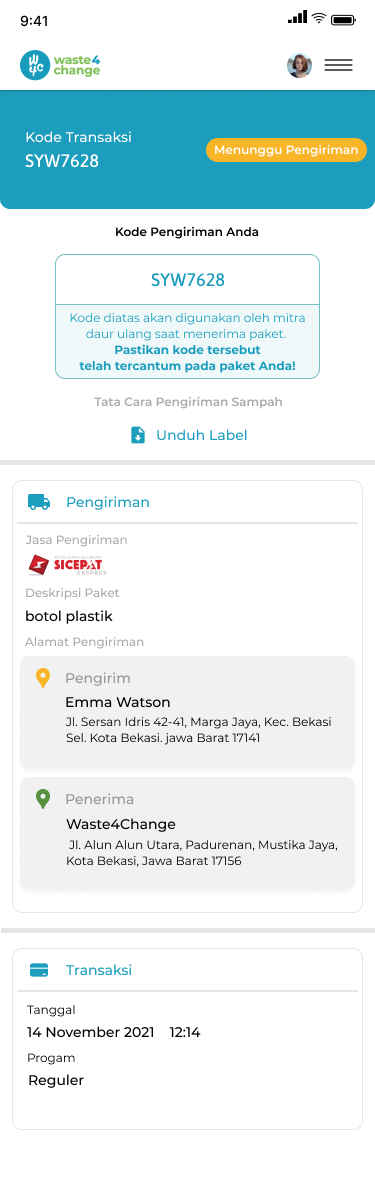 9:41
waste4
change
Kode Transaksi
SYW7628
Menunggu Pengiriman
Kode Pengiriman Anda
SYW7628
Kode diatas akan digunakan oleh mitra
daur ulang saat menerima paket.
Pastikan kode tersebut
telah tercantum pada paket Anda!
Tata Cara Pengiriman Sampah
Unduh Label
Pengiriman
Jasa Pengiriman
SICEPAT
EKSPRES
Deskripsi Paket
botol plastik
Alamat Pengiriman
Pengirim
Emma Watson
Jl. Sersan Idris 42-41, Marga Jaya, Kec. Bekasi
Sel. Kota Bekasi. jawa Barat 17141
Penerima
Waste4Change
Jl. Alun Alun Utara, Padurenan, Mustika Jaya,
Kota Bekasi, Jawa Barat 17156
Transaksi
Tanggal
14 November 2021 12:14
Progam
Reguler